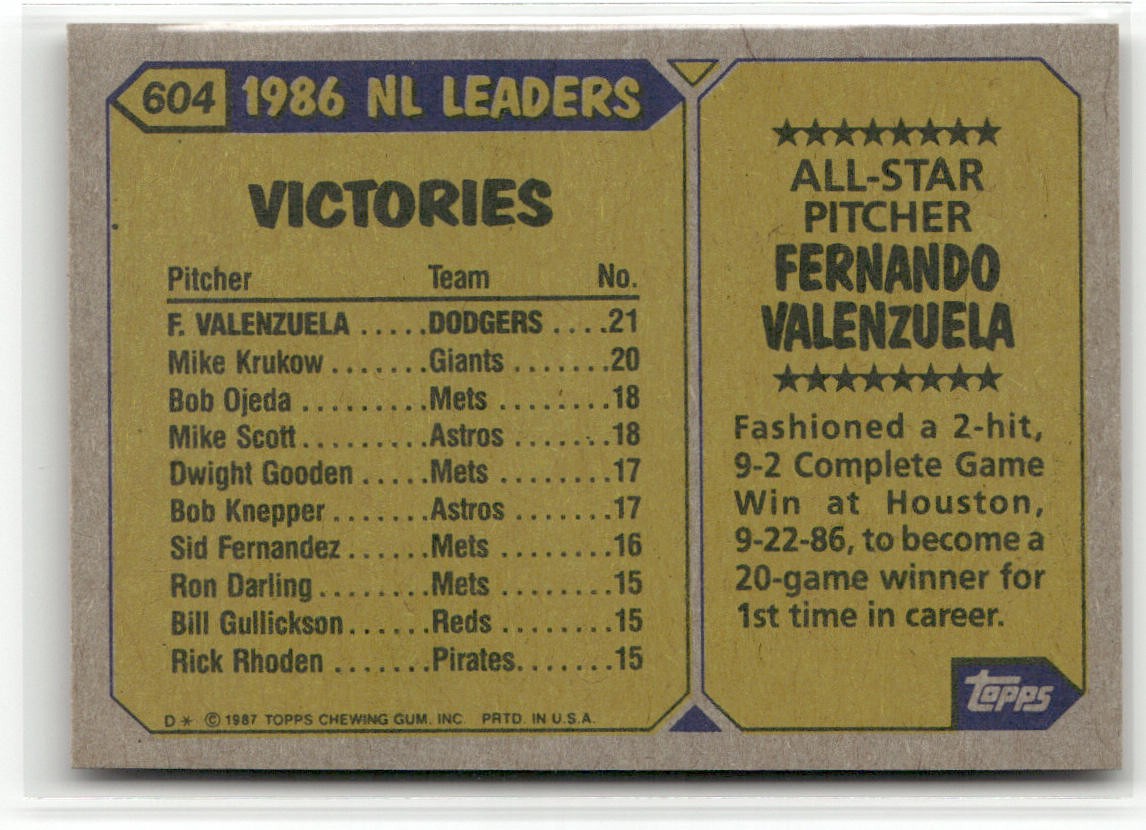 604 1986 NL LEADERS
VICTORIES
Pitcher Team No.
F. VALENZUELA .....DODGERS ....21
Mike Krukow .......Giants .......20
Bob Ojeda .........Mets ........18
Mike Scott.........Astros .......18
Dwight Gooden .....Mets ........17
Bob Knepper .......Astros .......17
Sid Fernandez ......Mets ........16
Ron Darling ........Mets ........15
Bill Gullickson ......Reds ........15
Rick Rhoden .......Pirates.......15
D* © 1987 TOPPS CHEWING GUM, INC. PRTD. IN U.S.A.
★★★★★★★★
ALL-STAR
PITCHER
FERNANDO
VALENZUELA
★★★★★★★★
Fashioned a 2-hit,
9-2 Complete Game
Win at Houston,
9-22-86, to become a
20-game winner for
1st time in career.
topps